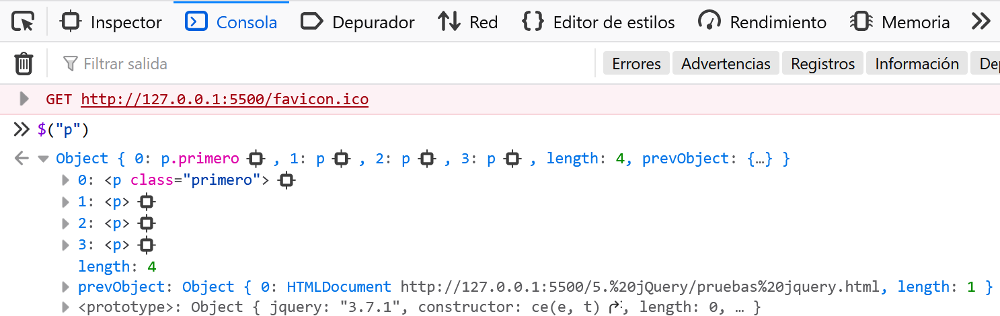 Inspector Consola Depurador Red Editor de estilos Rendimiento Memoria
Filtrar salida Errores Advertencias Registros Información De
GET http://127.0.0.1:5500/favicon.ico
$("p")
Object { 0: p.primero , 1: p , 2: p , 3: p , length: 4, prevObject: {…} }
0: <p class="primero">
1: <p>
2: <p>
3: <p>
length: 4
prevObject: Object { 0: HTMLDocument http://127.0.0.1:5500/5.%20jQuery/pruebas%20jquery.html, length: 1 }
<prototype>: Object { jquery: "3.7.1", constructor: ce(e, t) , length: 0, … }